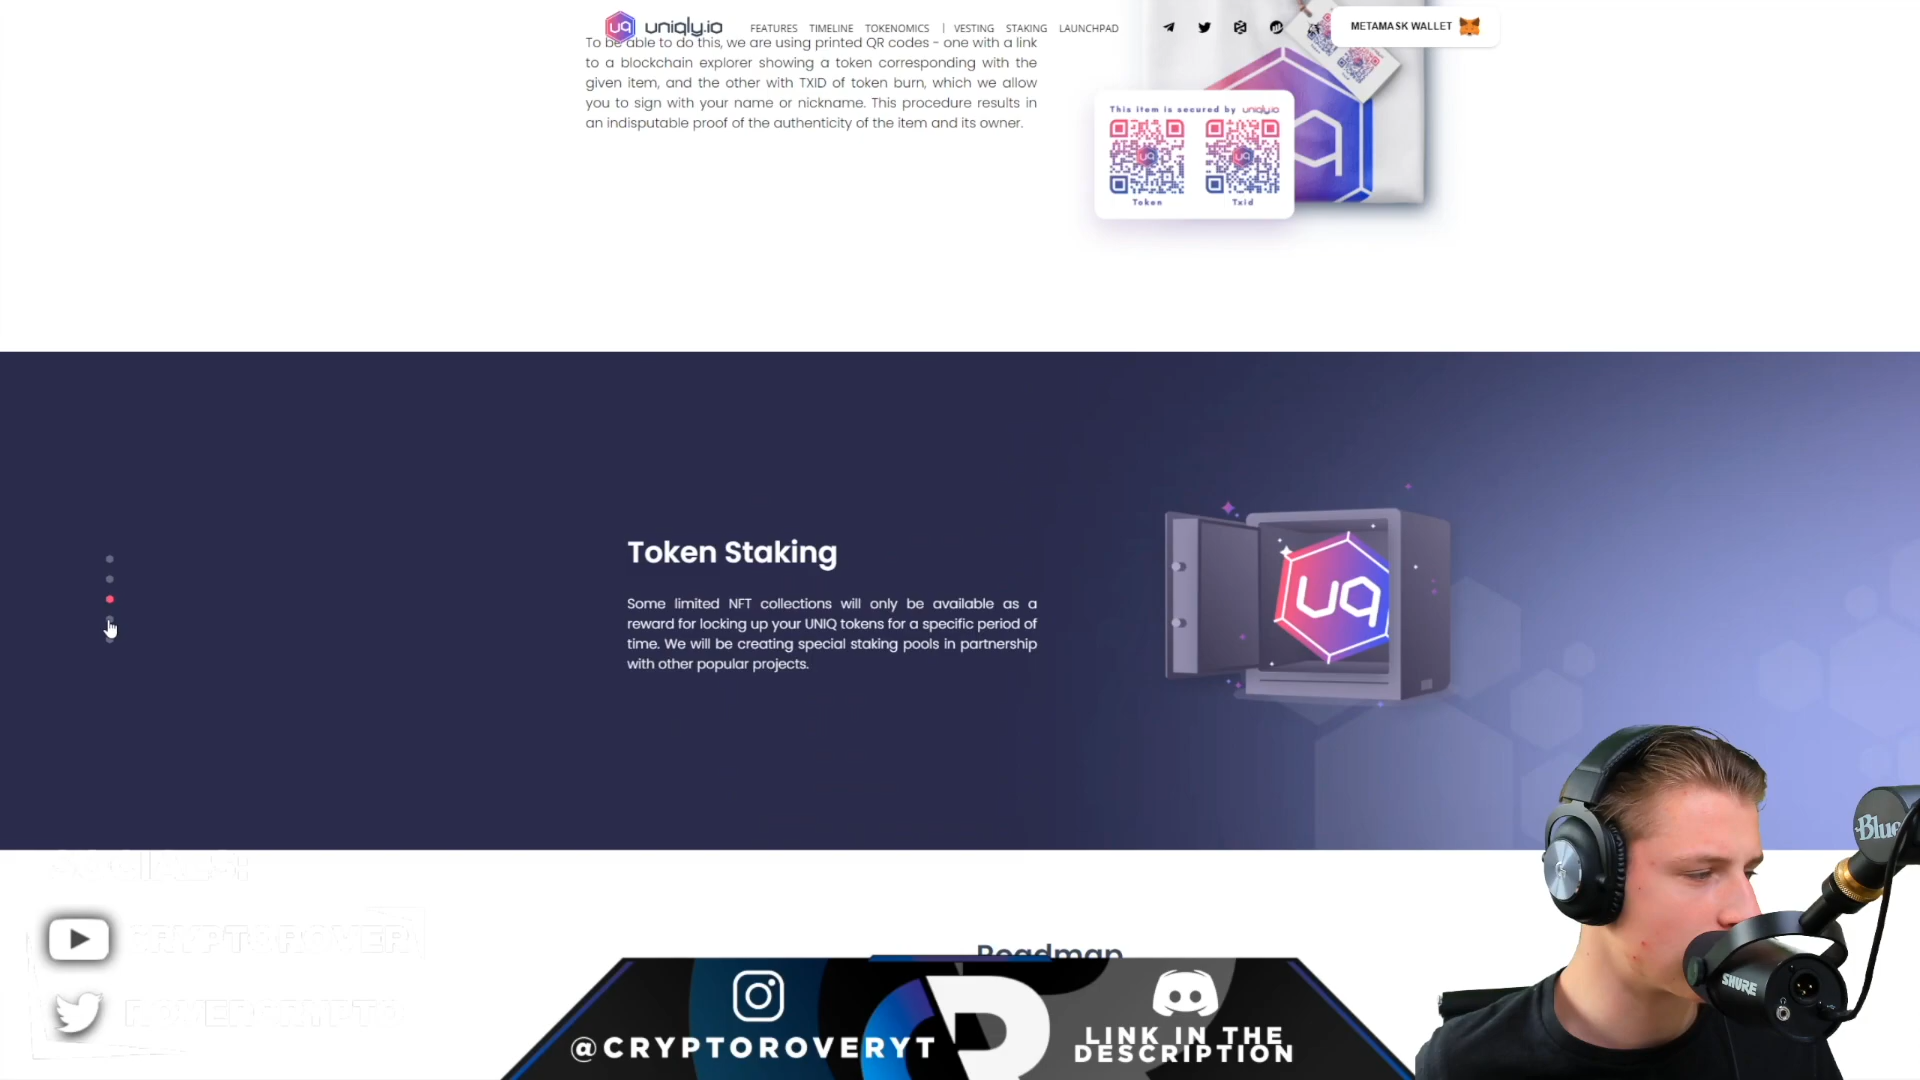 uniqly.io FEATURES TIMELINE TOKENOMICS | VESTING STAKING LAUNCHPAD METAMASK WALLET
To be able to do this, we are using printed QR codes - one with a link
to a blockchain explorer showing a token corresponding with the
given item, and the other with TXID of token burn, which we allow
you to sign with your name or nickname. This procedure results in
an indisputable proof of the authenticity of the item and its owner.
This item is secured by uniqly.io
Token Txid
uq
Token Staking
Some limited NFT collections will only be available as a
reward for locking up your UNIQ tokens for a specific period of
time. We will be creating special staking pools in partnership
with other popular projects.
uq
Roadmap
CRYPTOROVER
ROVERCRYPTO
@CRYPTOROVERYT
LINK IN THE
DESCRIPTION
Blue
SHURE